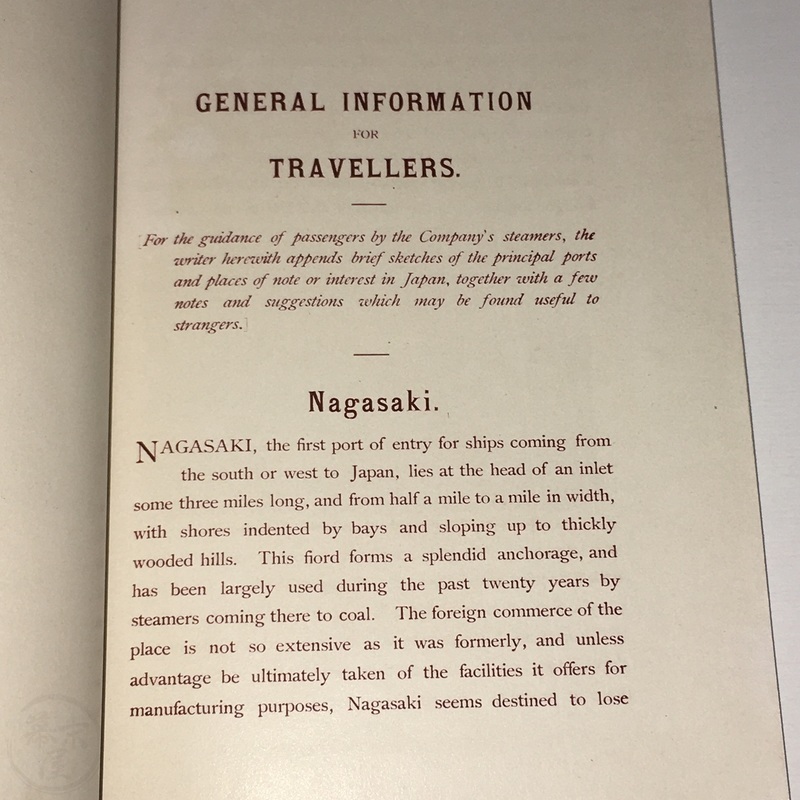 GENERAL INFORMATION
FOR
TRAVELLERS.
For the guidance of passengers by the Company's steamers, the
writer herewith appends brief sketches of the principal ports
and places of note or interest in Japan, together with a few
notes and suggestions which may be found useful to
strangers.
Nagasaki.
NAGASAKI, the first port of entry for ships coming from
the south or west to Japan, lies at the head of an inlet
some three miles long, and from half a mile to a mile in width,
with shores indented by bays and sloping up to thickly
wooded hills. This fiord forms a splendid anchorage, and
has been largely used during the past twenty years by
steamers coming there to coal. The foreign commerce of the
place is not so extensive as it was formerly, and unless
advantage be ultimately taken of the facilities it offers for
manufacturing purposes, Nagasaki seems destined to lose